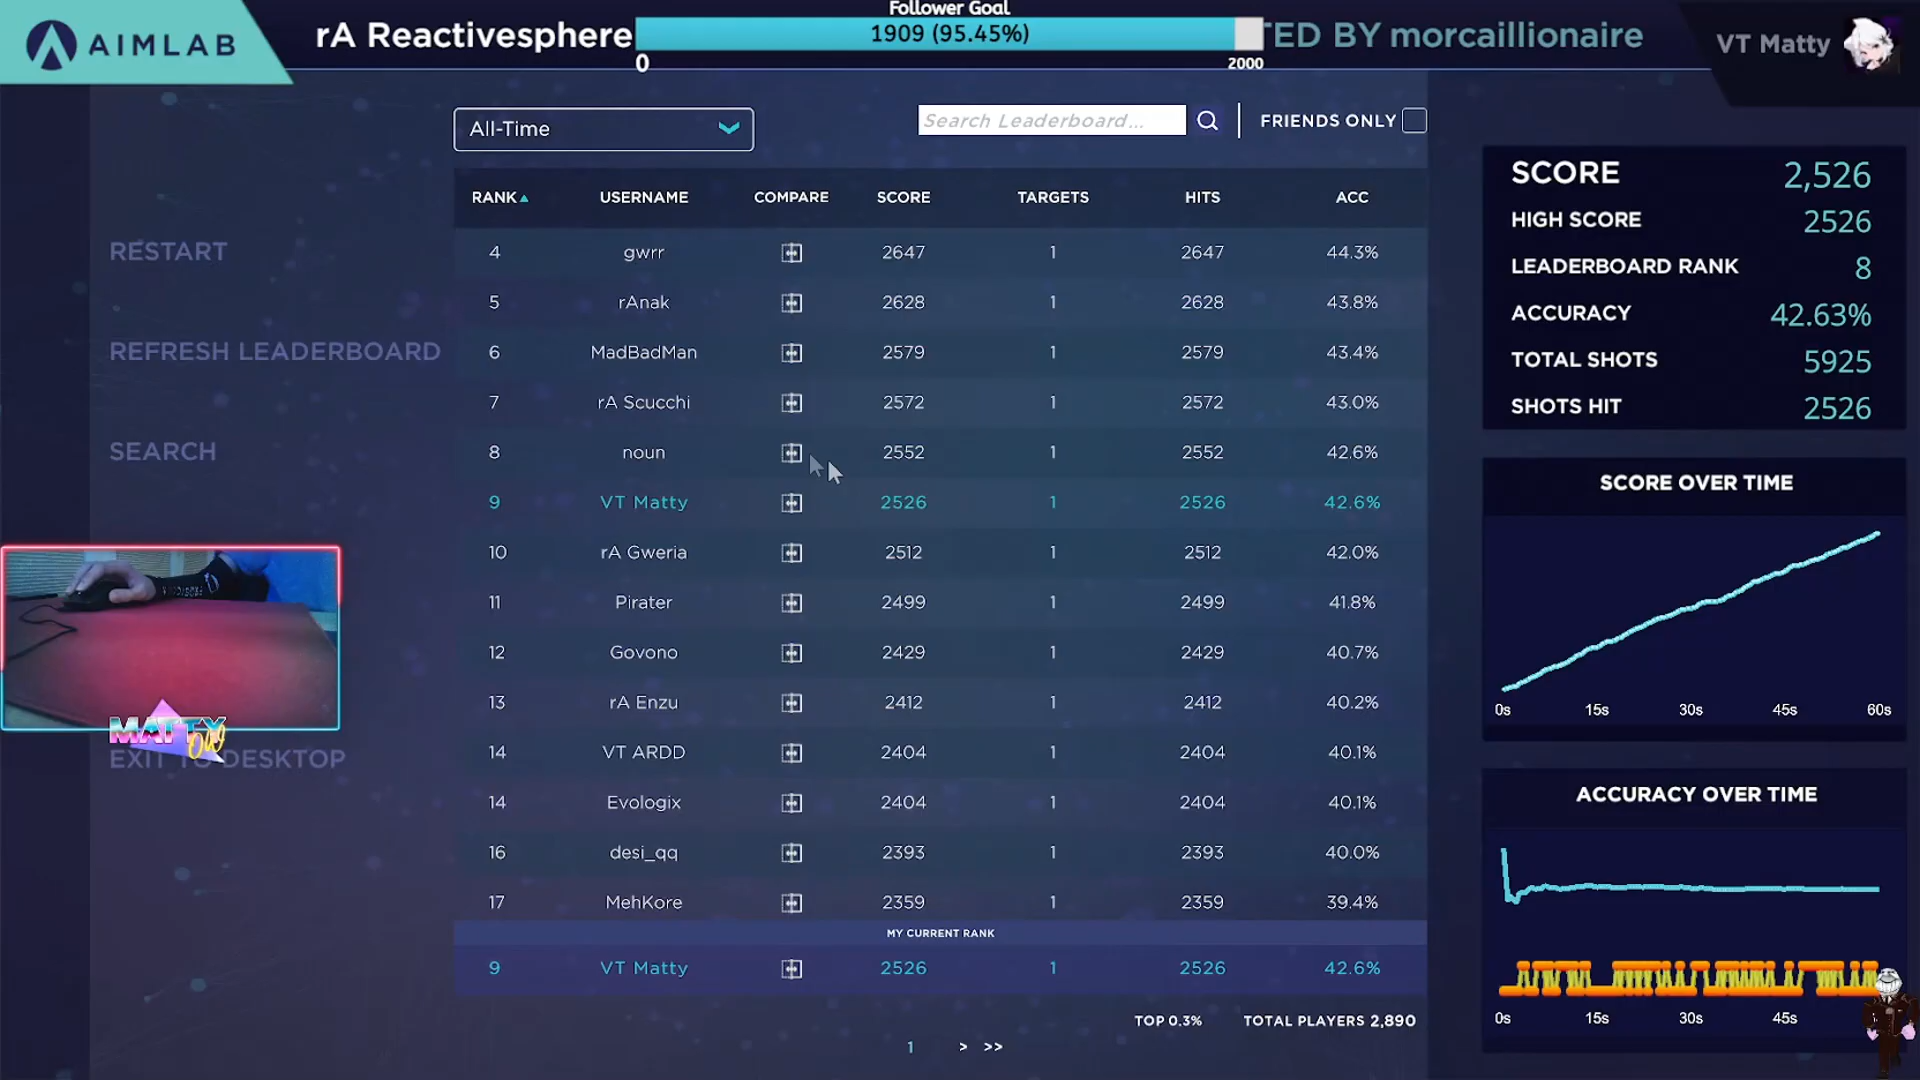 AIMLAB
rA Reactivesphere
Follower Goal
1909 (95.45%)
0
2000
TED BY morcaillionaire
VT Matty
All-Time
Search Leaderboard...
FRIENDS ONLY
RANK USERNAME COMPARE SCORE TARGETS HITS ACC
4 gwrr 2647 1 2647 44.3%
5 rAnak 2628 1 2628 43.8%
6 MadBadMan 2579 1 2579 43.4%
7 rA Scucchi 2572 1 2572 43.0%
8 noun 2552 1 2552 42.6%
9 VT Matty 2526 1 2526 42.6%
10 rA Gweria 2512 1 2512 42.0%
11 Pirater 2499 1 2499 41.8%
12 Govono 2429 1 2429 40.7%
13 rA Enzu 2412 1 2412 40.2%
14 VT ARDD 2404 1 2404 40.1%
14 Evologix 2404 1 2404 40.1%
16 desi_qq 2393 1 2393 40.0%
17 MehKore 2359 1 2359 39.4%
MY CURRENT RANK
9 VT Matty 2526 1 2526 42.6%
TOP 0.3% TOTAL PLAYERS 2,890
1 > >>
RESTART
REFRESH LEADERBOARD
SEARCH
MATTY
OW
EXIT TO DESKTOP
SCORE 2,526
HIGH SCORE 2526
LEADERBOARD RANK 8
ACCURACY 42.63%
TOTAL SHOTS 5925
SHOTS HIT 2526
SCORE OVER TIME
0s 15s 30s 45s 60s
ACCURACY OVER TIME
0s 15s 30s 45s